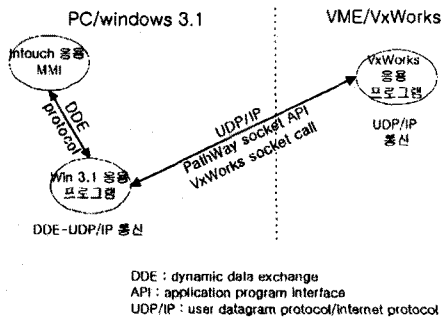 PC/windows 3.1
VME/VxWorks
Intouch 응용
MMI
DDE
protocol
Win 3.1 응용
프로그램
DDE-UDP/IP 통신
UDP/IP
PathWay socket API
VxWorks socket call
VxWorks
응용
프로그램
UDP/IP
통신
DDE : dynamic data exchange
API : application program interface
UDP/IP : user datagram protocol/internet protocol